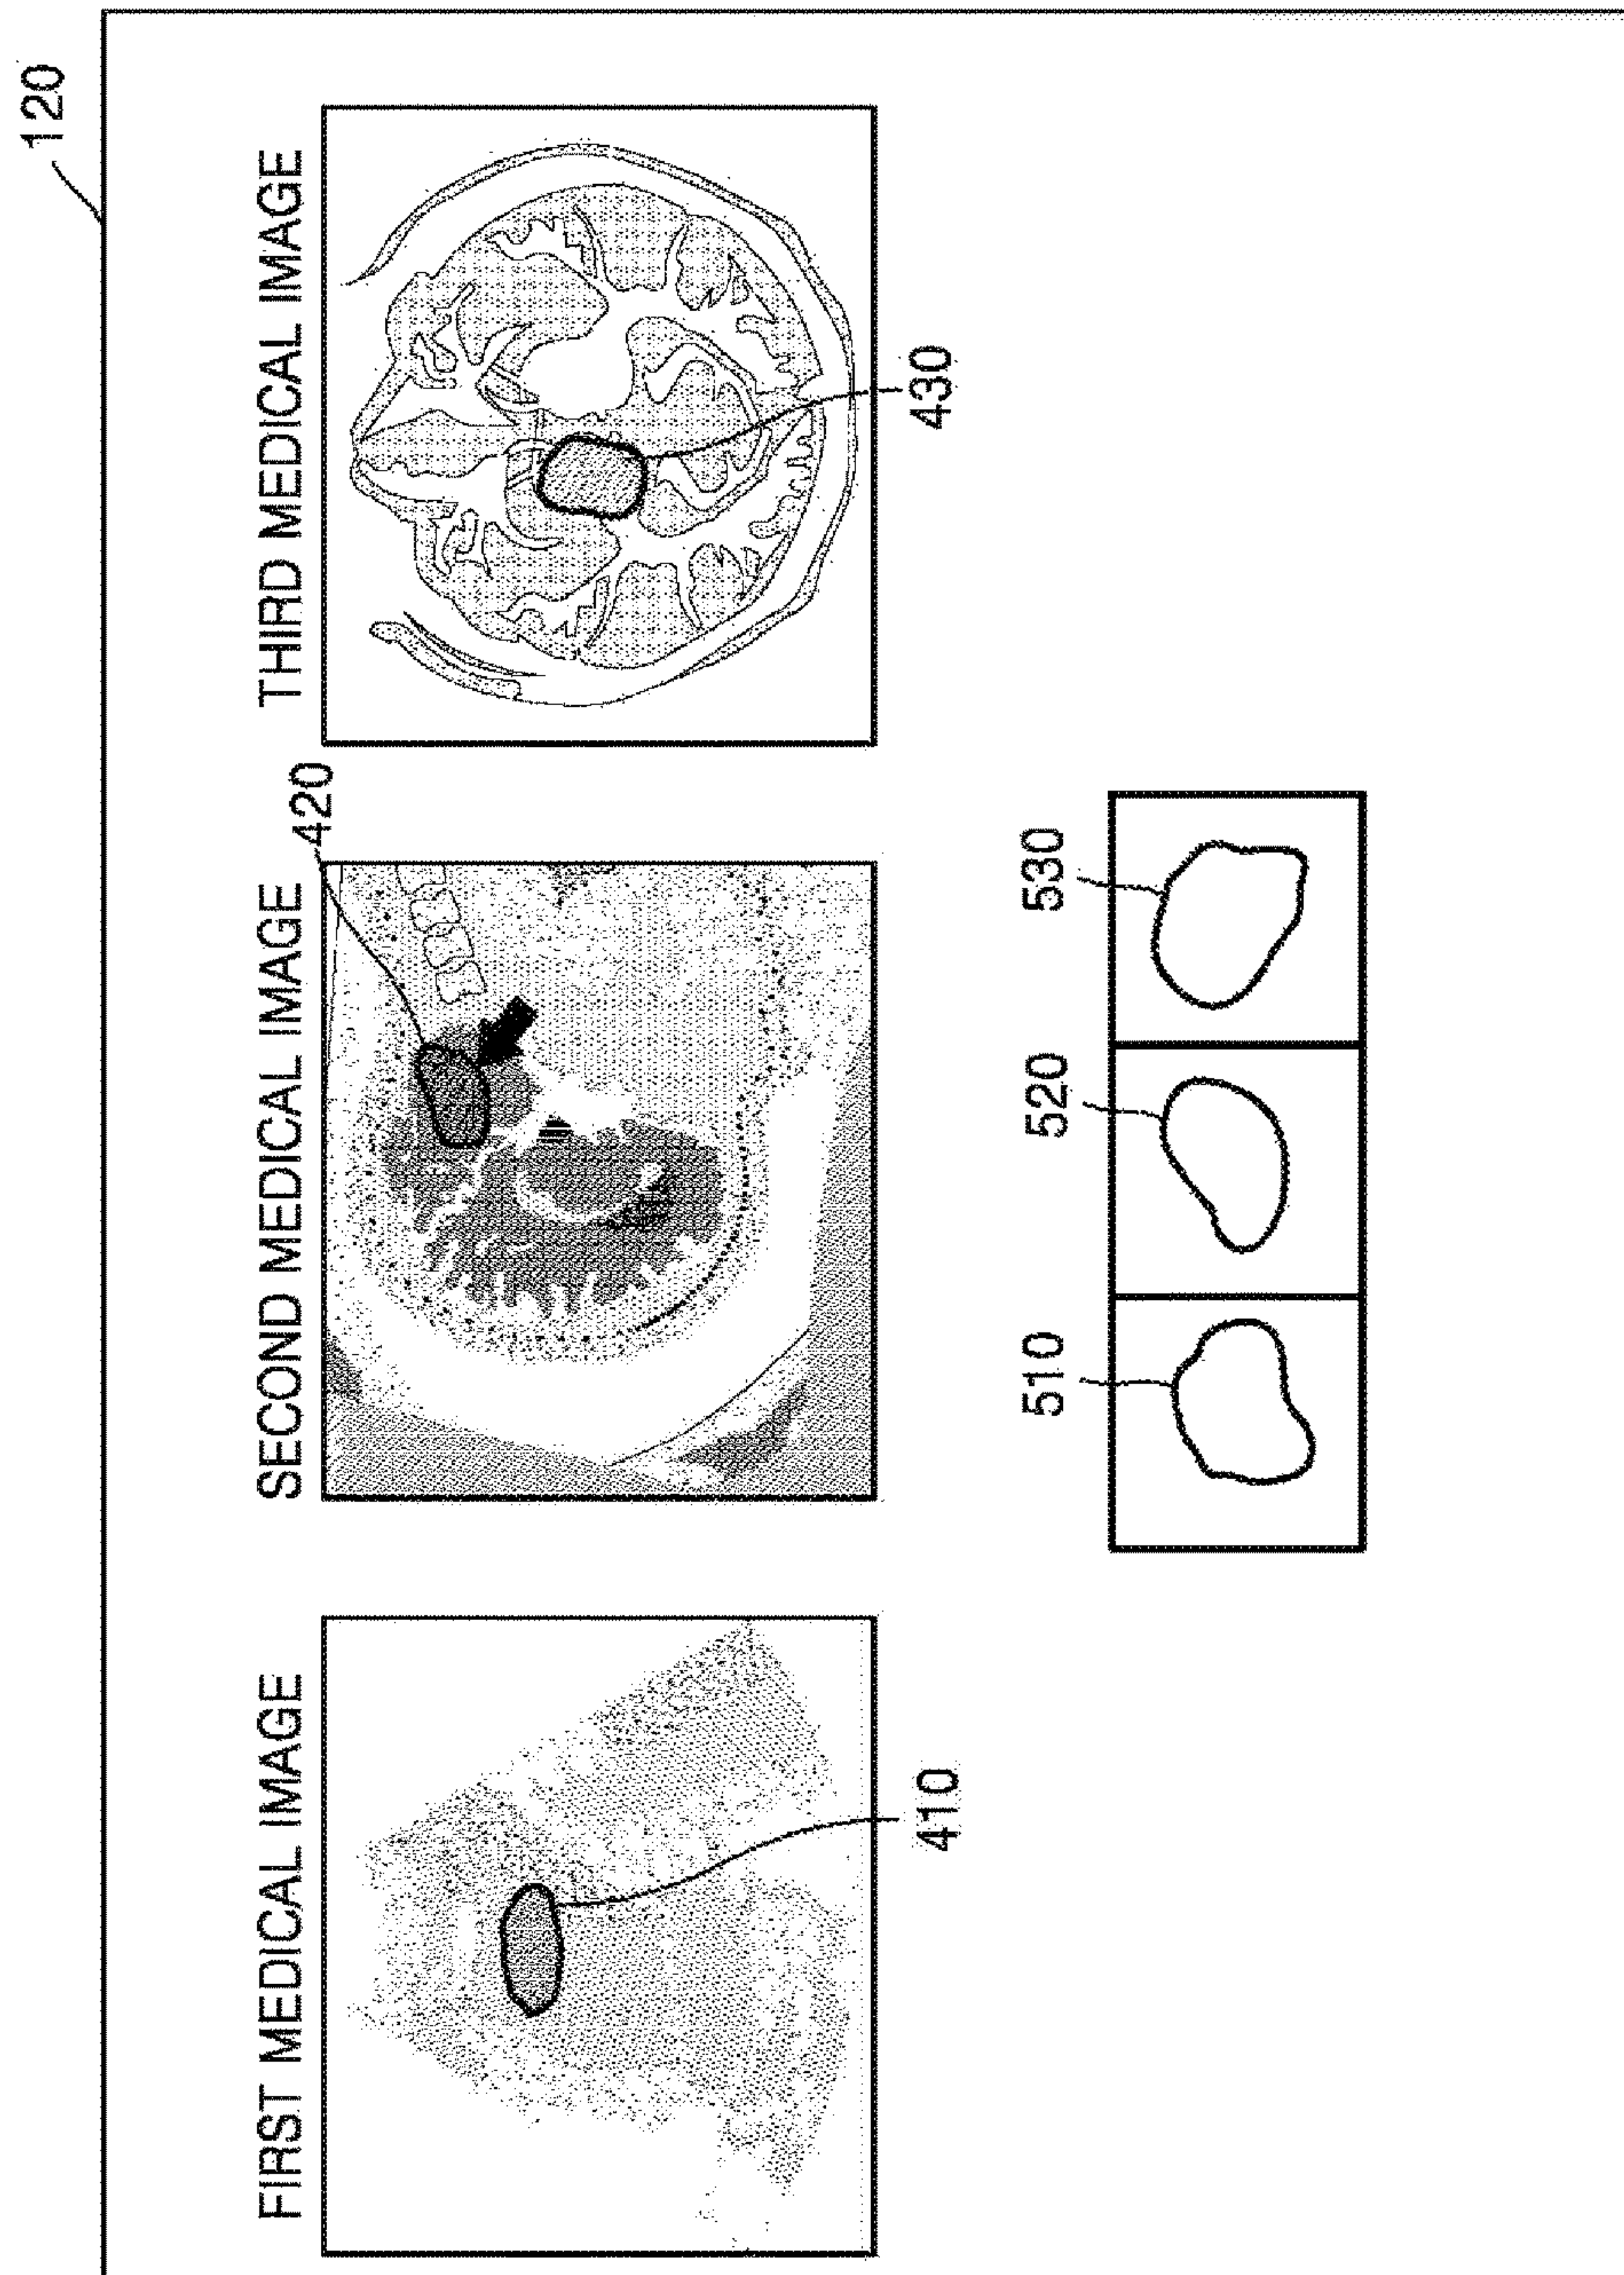 120
FIRST MEDICAL IMAGE
SECOND MEDICAL IMAGE
THIRD MEDICAL IMAGE
420
410
430
510
520
530